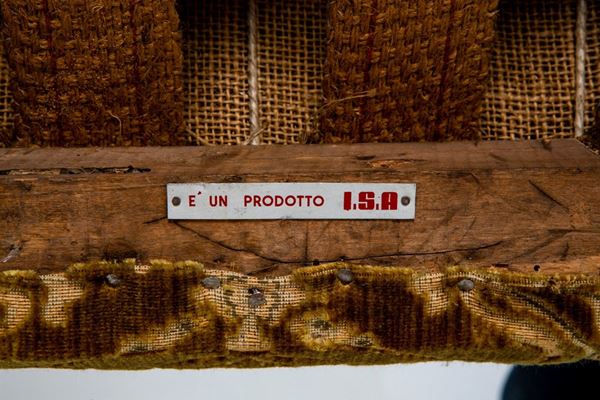 E' UN PRODOTTO I.S.A